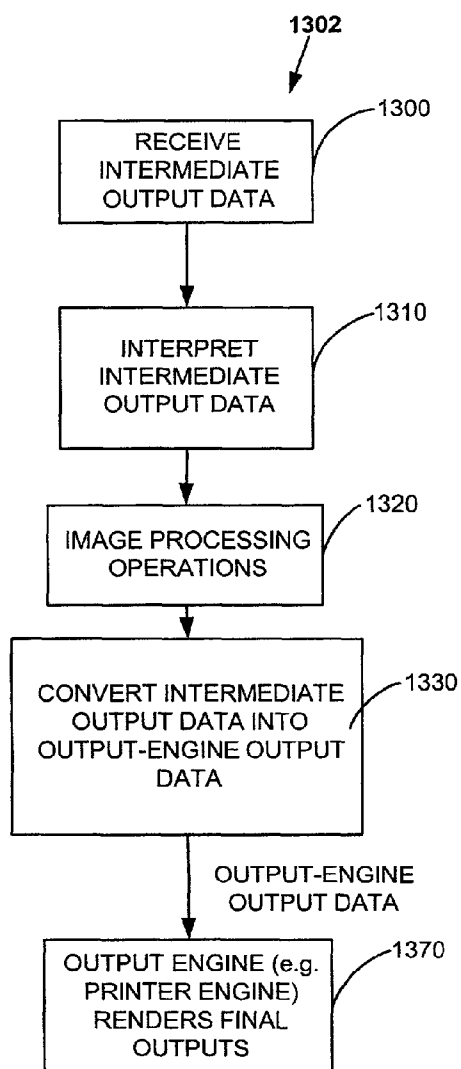 1302
1300
RECEIVE
INTERMEDIATE
OUTPUT DATA
1310
INTERPRET
INTERMEDIATE
OUTPUT DATA
1320
IMAGE PROCESSING
OPERATIONS
1330
CONVERT INTERMEDIATE
OUTPUT DATA INTO
OUTPUT-ENGINE OUTPUT
DATA
OUTPUT-ENGINE
OUTPUT DATA
1370
OUTPUT ENGINE (e.g.
PRINTER ENGINE)
RENDERS FINAL
OUTPUTS